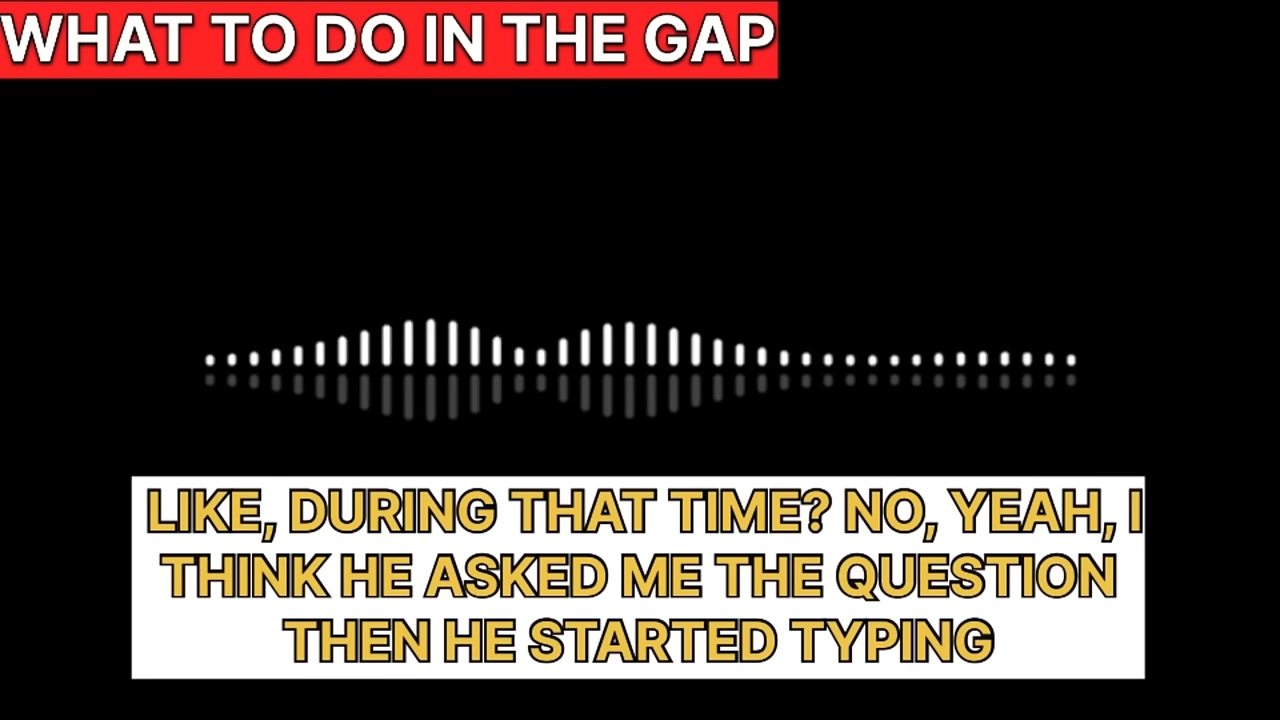 WHAT TO DO IN THE GAP
LIKE, DURING THAT TIME? NO, YEAH, I
THINK HE ASKED ME THE QUESTION
THEN HE STARTED TYPING